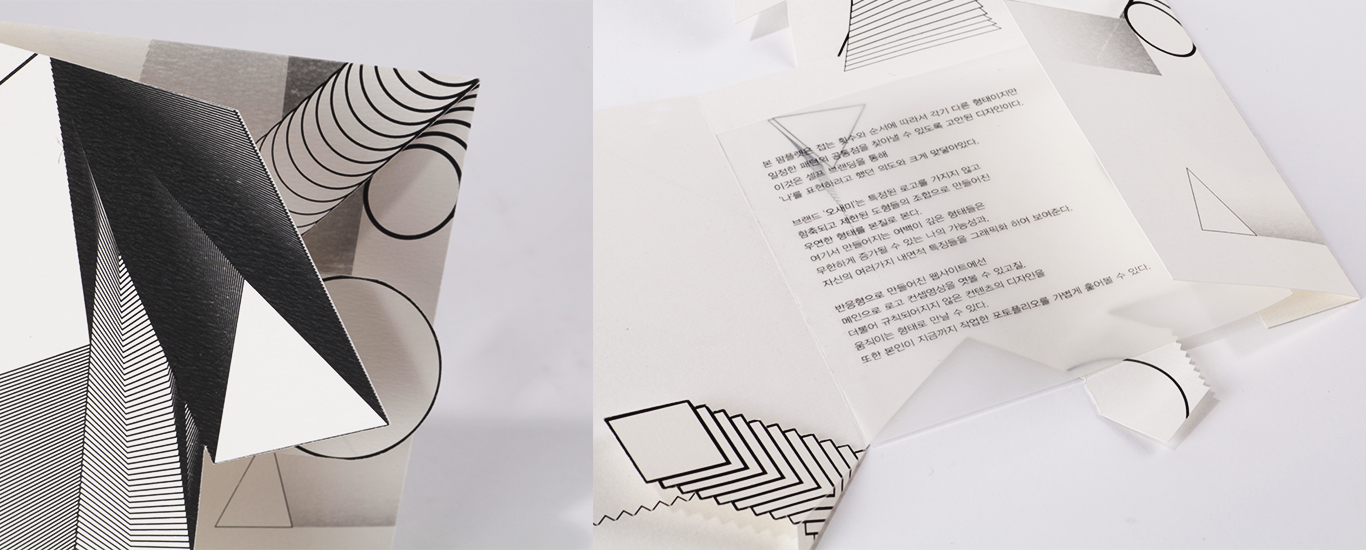 본 팜플렛은 접는 횟수와 순서에 따라서 각기 다른 형태이지만
일정한 패턴의 공통점을 찾아낼 수 있도록 고안된 디자인이다.
이것은 셀프 브랜딩을 통해
'나'를 표현하려고 했던 의도와 크게 맞닿아있다.
브랜드 '오새미'는 특정된 로고를 가지지 않고
함축되고 제한된 도형들의 조합으로 만들어진
우연한 형태를 본질로 본다.
여기서 만들어지는 여백이 깊은 형태들은
무한하게 증가될 수 있는 나의 가능성과,
자신의 여러가지 내면적 특징들을 그래픽화 하여 보여준다.
반응형으로 만들어진 웹사이트에선
메인으로 로고 컨셉영상을 엿볼 수 있고질,
더불어 규칙되어지지 않은 컨텐츠의 디자인을
움직이는 형태로 만날 수 있다.
또한 본인이 지금까지 작업한 포토폴리오를 가볍게 훑어볼 수 있다.